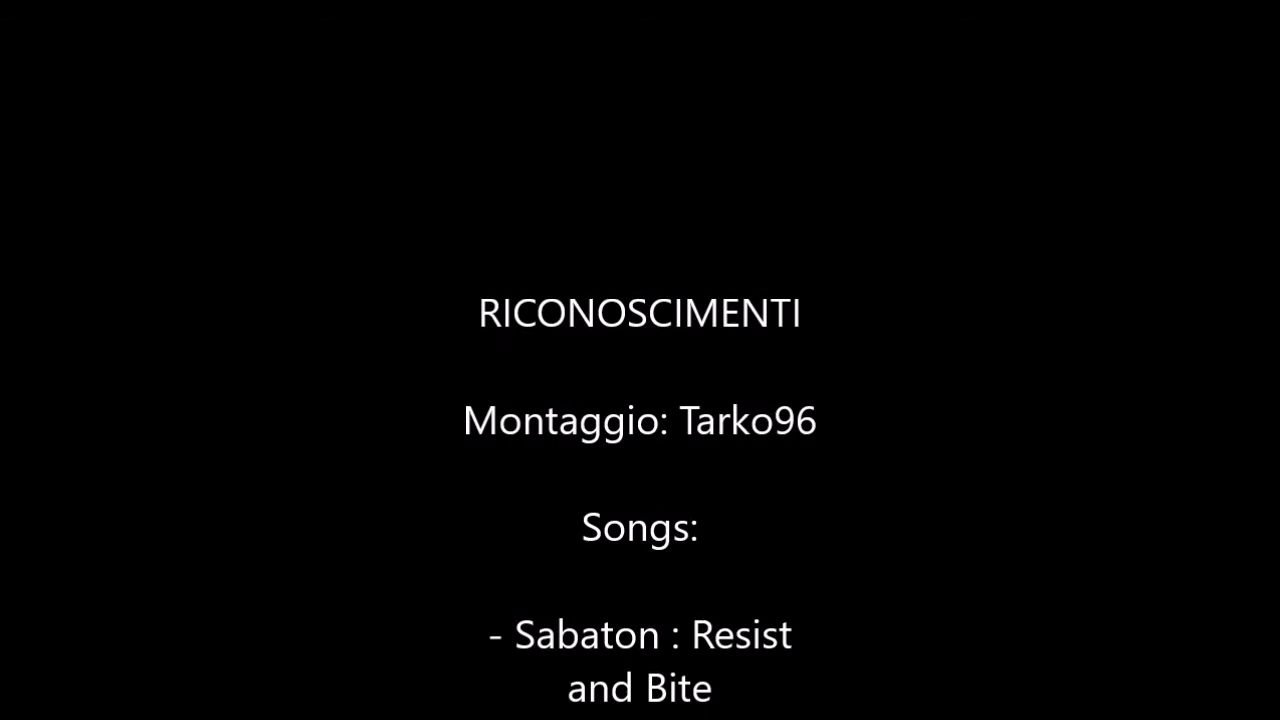 RICONOSCIMENTI
Montaggio: Tarko96
Songs:
- Sabaton : Resist
and Bite